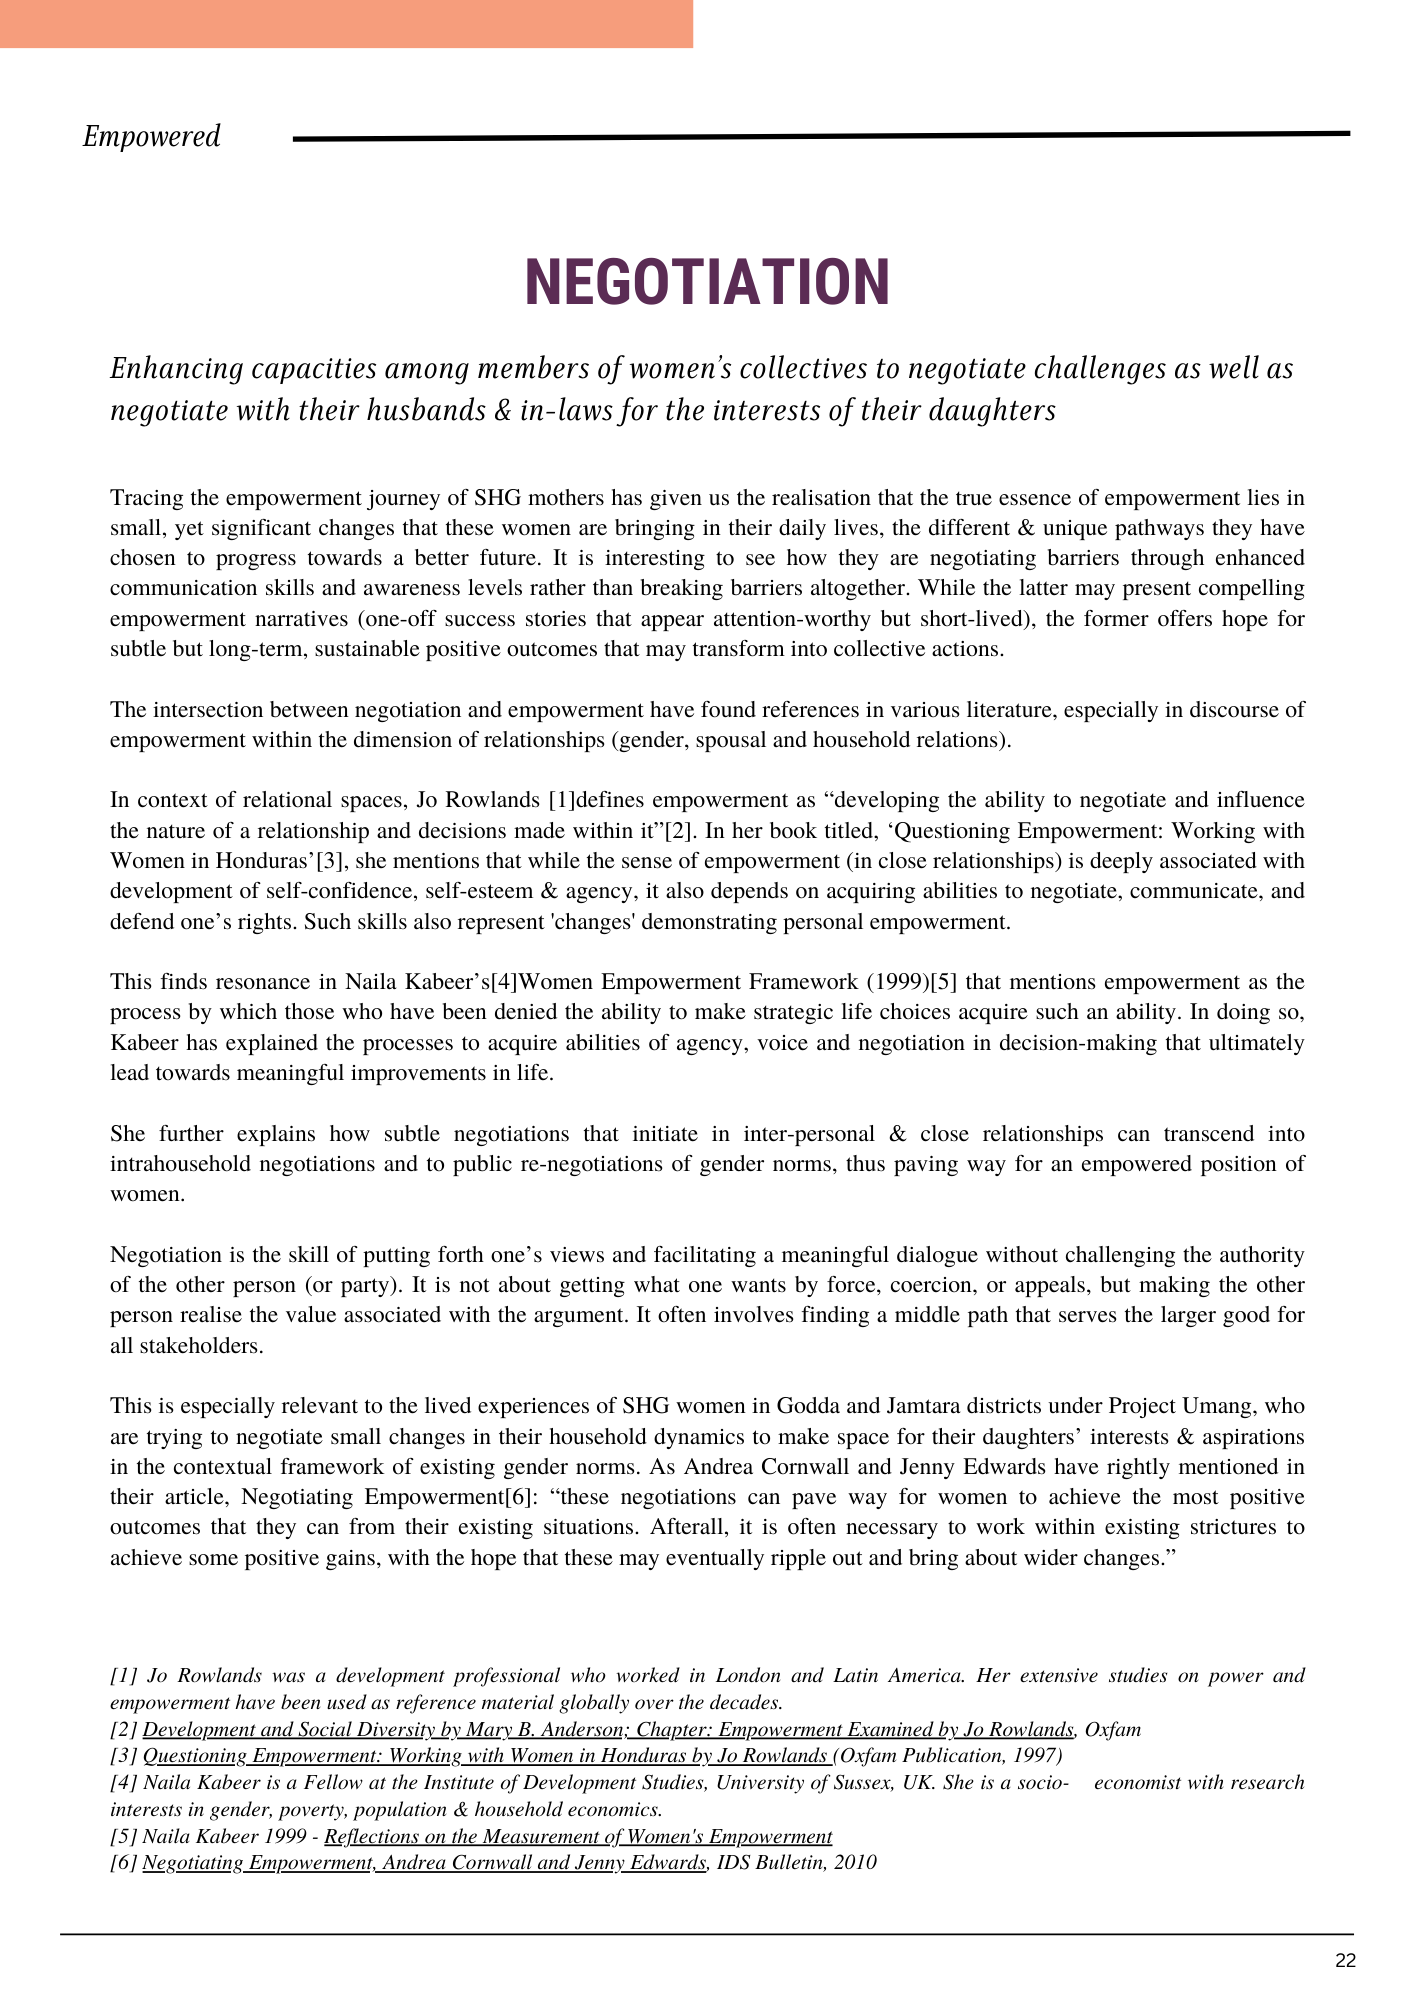 Empowered
NEGOTIATION
Enhancing capacities among members of women’s collectives to negotiate challenges as well as
negotiate with their husbands & in-laws for the interests of their daughters
Tracing the empowerment journey of SHG mothers has given us the realisation that the true essence of empowerment lies in
small, yet significant changes that these women are bringing in their daily lives, the different & unique pathways they have
chosen to progress towards a better future. It is interesting to see how they are negotiating barriers through enhanced
communication skills and awareness levels rather than breaking barriers altogether. While the latter may present compelling
empowerment narratives (one-off success stories that appear attention-worthy but short-lived), the former offers hope for
subtle but long-term, sustainable positive outcomes that may transform into collective actions.
The intersection between negotiation and empowerment have found references in various literature, especially in discourse of
empowerment within the dimension of relationships (gender, spousal and household relations).
In context of relational spaces, Jo Rowlands [1]defines empowerment as “developing the ability to negotiate and influence
the nature of a relationship and decisions made within it”[2]. In her book titled, ‘Questioning Empowerment: Working with
Women in Honduras’[3], she mentions that while the sense of empowerment (in close relationships) is deeply associated with
development of self-confidence, self-esteem & agency, it also depends on acquiring abilities to negotiate, communicate, and
defend one’s rights. Such skills also represent 'changes' demonstrating personal empowerment.
This finds resonance in Naila Kabeer’s[4]Women Empowerment Framework (1999)[5] that mentions empowerment as the
process by which those who have been denied the ability to make strategic life choices acquire such an ability. In doing so,
Kabeer has explained the processes to acquire abilities of agency, voice and negotiation in decision-making that ultimately
lead towards meaningful improvements in life.
She further explains how subtle negotiations that initiate in inter-personal & close relationships can transcend into
intrahousehold negotiations and to public re-negotiations of gender norms, thus paving way for an empowered position of
women.
Negotiation is the skill of putting forth one’s views and facilitating a meaningful dialogue without challenging the authority
of the other person (or party). It is not about getting what one wants by force, coercion, or appeals, but making the other
person realise the value associated with the argument. It often involves finding a middle path that serves the larger good for
all stakeholders.
This is especially relevant to the lived experiences of SHG women in Godda and Jamtara districts under Project Umang, who
are trying to negotiate small changes in their household dynamics to make space for their daughters’ interests & aspirations
in the contextual framework of existing gender norms. As Andrea Cornwall and Jenny Edwards have rightly mentioned in
their article, Negotiating Empowerment[6]: “these negotiations can pave way for women to achieve the most positive
outcomes that they can from their existing situations. Afterall, it is often necessary to work within existing strictures to
achieve some positive gains, with the hope that these may eventually ripple out and bring about wider changes.”
[1] Jo Rowlands was a development professional who worked in London and Latin America. Her extensive studies on power and
empowerment have been used as reference material globally over the decades.
[2] Development and Social Diversity by Mary B. Anderson; Chapter: Empowerment Examined by Jo Rowlands, Oxfam
[3] Questioning Empowerment: Working with Women in Honduras by Jo Rowlands (Oxfam Publication, 1997)
[4] Naila Kabeer is a Fellow at the Institute of Development Studies, University of Sussex, UK. She is a socio- economist with research
interests in gender, poverty, population & household economics.
[5] Naila Kabeer 1999 - Reflections on the Measurement of Women's Empowerment
[6] Negotiating Empowerment, Andrea Cornwall and Jenny Edwards, IDS Bulletin, 2010
22